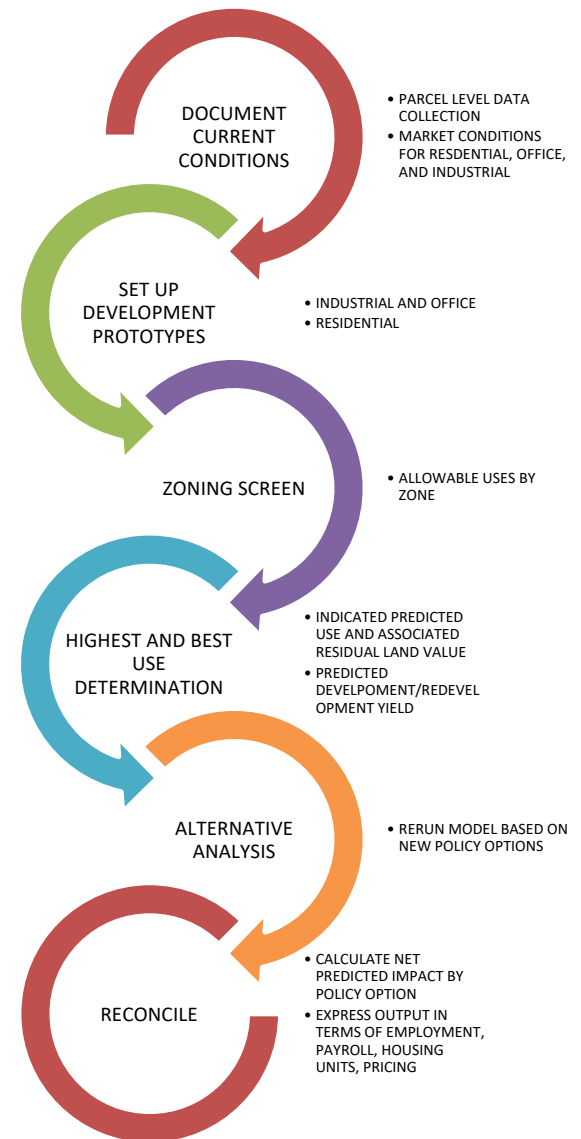 DOCUMENT
CURRENT
CONDITIONS
• PARCEL LEVEL DATA
COLLECTION
• MARKET CONDITIONS
FOR RESDENTIAL, OFFICE,
AND INDUSTRIAL
SET UP
DEVELOPMENT
PROTOTYPES
• INDUSTRIAL AND OFFICE
• RESIDENTIAL
ZONING SCREEN
• ALLOWABLE USES BY
ZONE
HIGHEST AND BEST
USE
DETERMINATION
• INDICATED PREDICTED
USE AND ASSOCIATED
RESIDUAL LAND VALUE
• PREDICTED
DEVELPOMENT/REDEVEL
OPMENT YIELD
ALTERNATIVE
ANALYSIS
• RERUN MODEL BASED ON
NEW POLICY OPTIONS
RECONCILE
• CALCULATE NET
PREDICTED IMPACT BY
POLICY OPTION
• EXPRESS OUTPUT IN
TERMS OF EMPLOYMENT,
PAYROLL, HOUSING
UNITS, PRICING